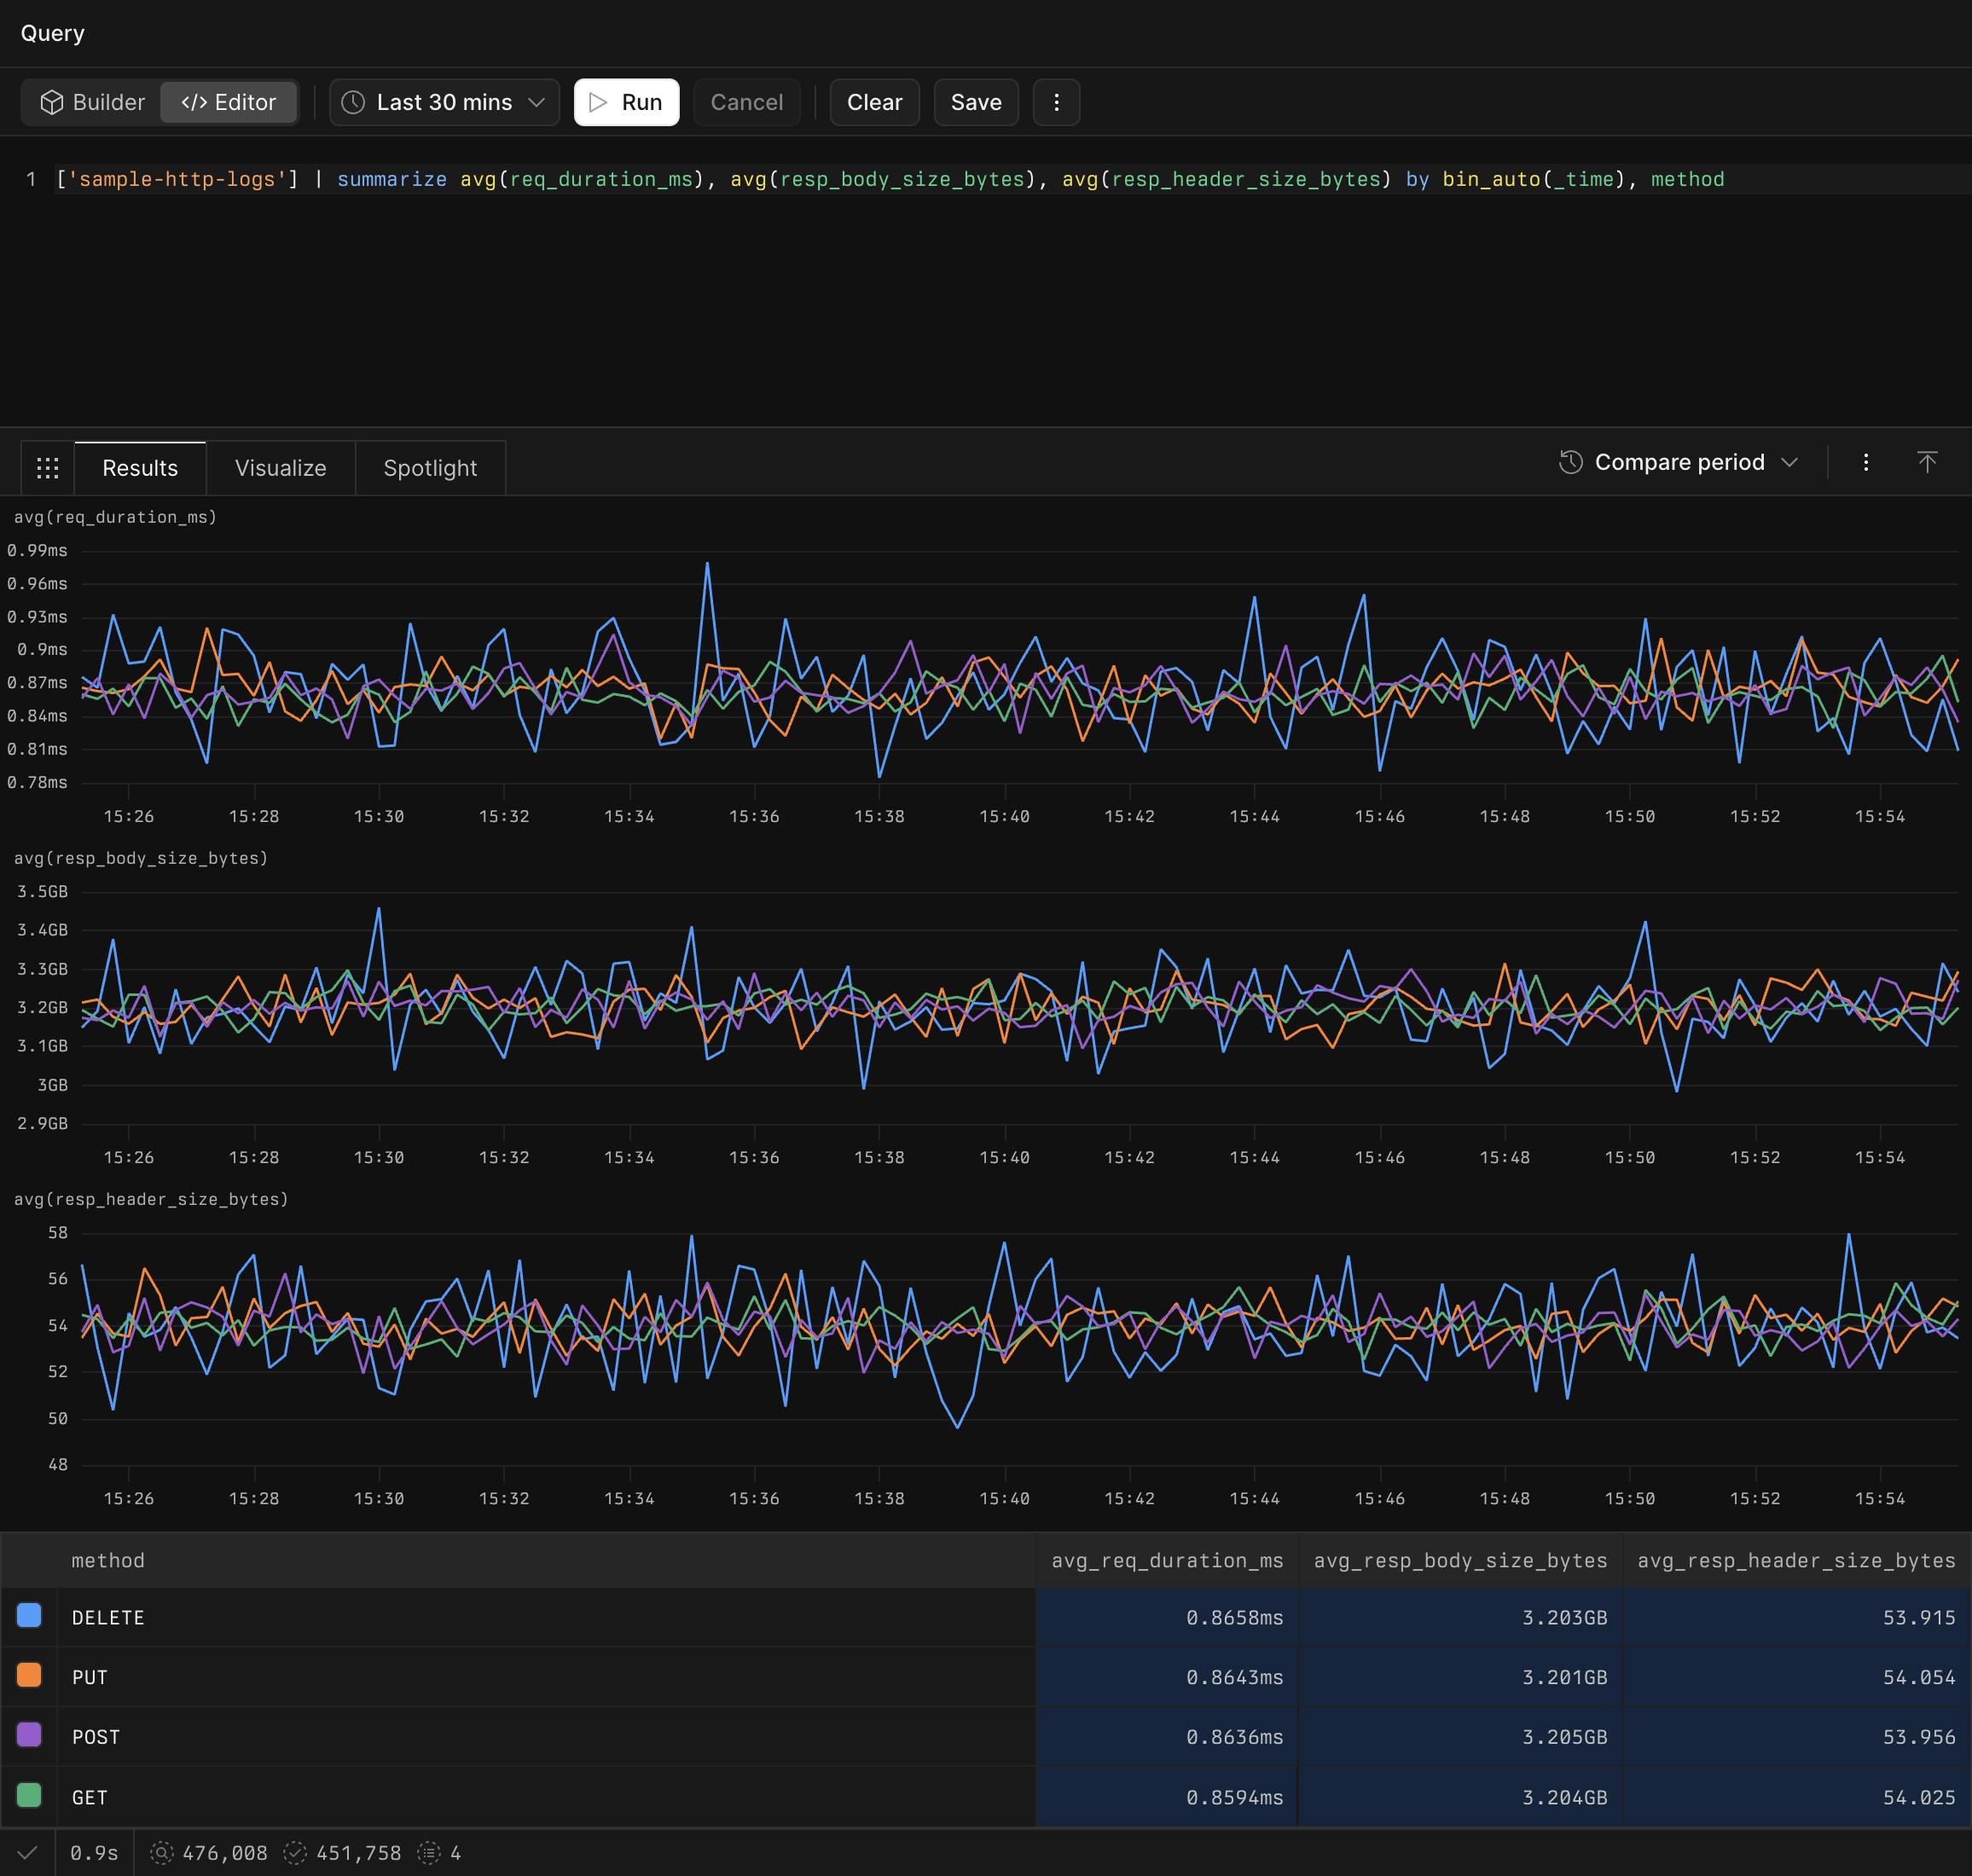 Query
Builder </> Editor Last 30 mins Run Cancel Clear Save
1 ['sample-http-logs'] | summarize avg(req_duration_ms), avg(resp_body_size_bytes), avg(resp_header_size_bytes) by bin_auto(_time), method
Results Visualize Spotlight Compare period
avg(req_duration_ms)
0.99ms
0.96ms
0.93ms
0.9ms
0.87ms
0.84ms
0.81ms
0.78ms
15:26 15:28 15:30 15:32 15:34 15:36 15:38 15:40 15:42 15:44 15:46 15:48 15:50 15:52 15:54
avg(resp_body_size_bytes)
3.5GB
3.4GB
3.3GB
3.2GB
3.1GB
3GB
2.9GB
15:26 15:28 15:30 15:32 15:34 15:36 15:38 15:40 15:42 15:44 15:46 15:48 15:50 15:52 15:54
avg(resp_header_size_bytes)
58
56
54
52
50
48
15:26 15:28 15:30 15:32 15:34 15:36 15:38 15:40 15:42 15:44 15:46 15:48 15:50 15:52 15:54
method avg_req_duration_ms avg_resp_body_size_bytes avg_resp_header_size_bytes
DELETE 0.8658ms 3.203GB 53.915
PUT 0.8643ms 3.201GB 54.054
POST 0.8636ms 3.205GB 53.956
GET 0.8594ms 3.204GB 54.025
0.9s 476,008 451,758 4